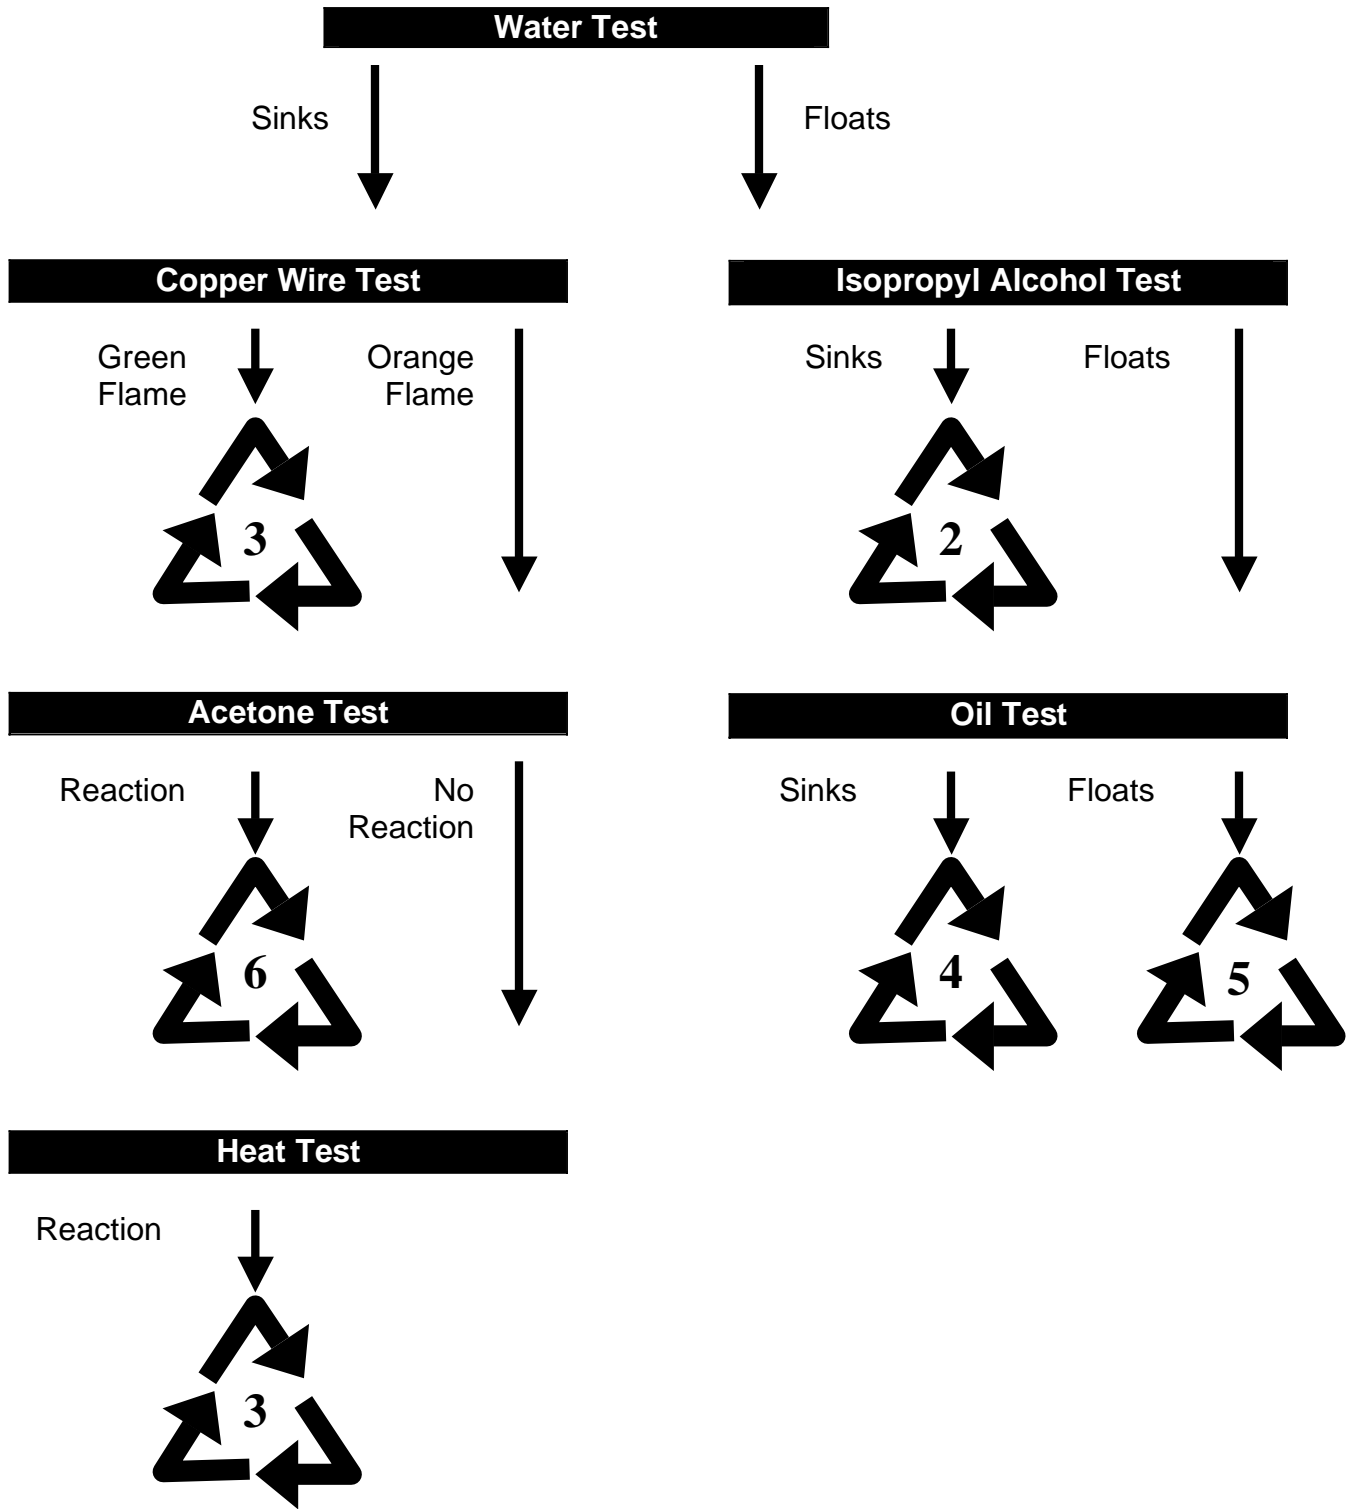 Water Test
Sinks
Floats
Copper Wire Test
Isopropyl Alcohol Test
Green
Flame
Orange
Flame
Sinks
Floats
3
2
Acetone Test
Oil Test
Reaction
No
Reaction
Sinks
Floats
6
4
5
Heat Test
Reaction
3